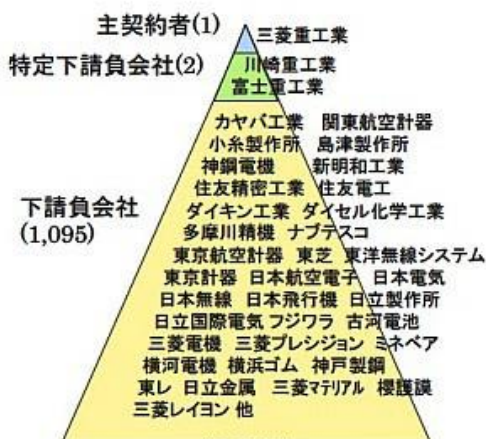 主契約者(1)
三菱重工業
特定下請負会社(2)
川崎重工業
富士重工業
下請負会社
(1,095)
カヤバ工業 関東航空計器
小糸製作所 島津製作所
神鋼電機 新明和工業
住友精密工業 住友電工
ダイキン工業 ダイセル化学工業
多摩川精機 ナブテスコ
東京航空計器 東芝 東洋無線システム
東京計器 日本航空電子 日本電気
日本無線 日本飛行機 日立製作所
日立国際電気 フジワラ 古河電池
三菱電機 三菱プレシジョン ミネベア
横河電機 横浜ゴム 神戸製鋼
東レ 日立金属 三菱マテリアル 櫻護謨
三菱レイヨン 他